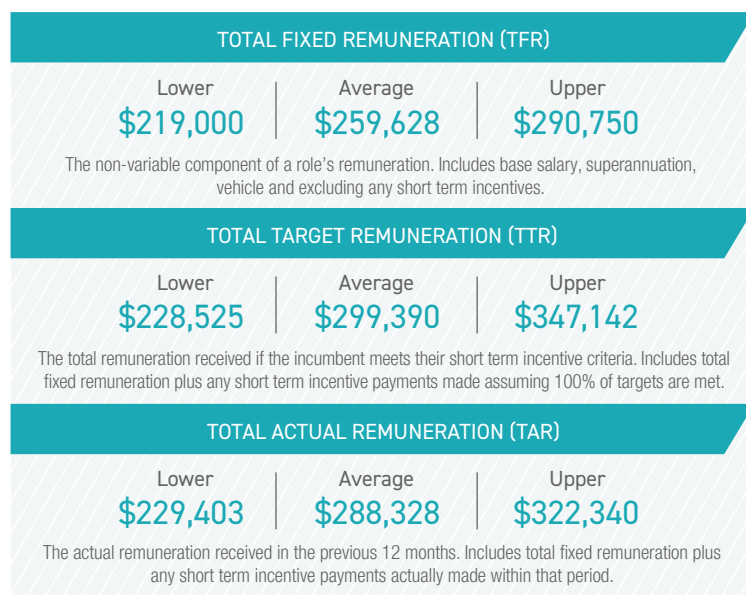 TOTAL FIXED REMUNERATION (TFR)
Lower Average Upper
$219,000 $259,628 $290,750
The non-variable component of a role's remuneration. Includes base salary, superannuation,
vehicle and excluding any short term incentives.
TOTAL TARGET REMUNERATION (TTR)
Lower Average Upper
$228,525 $299,390 $347,142
The total remuneration received if the incumbent meets their short term incentive criteria. Includes total
fixed remuneration plus any short term incentive payments made assuming 100% of targets are met.
TOTAL ACTUAL REMUNERATION (TAR)
Lower Average Upper
$229,403 $288,328 $322,340
The actual remuneration received in the previous 12 months. Includes total fixed remuneration plus
any short term incentive payments actually made within that period.